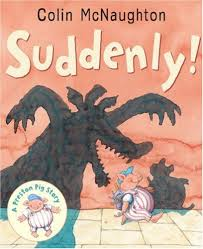 Colin McNaughton
Suddenly!
A Preston Pig Story